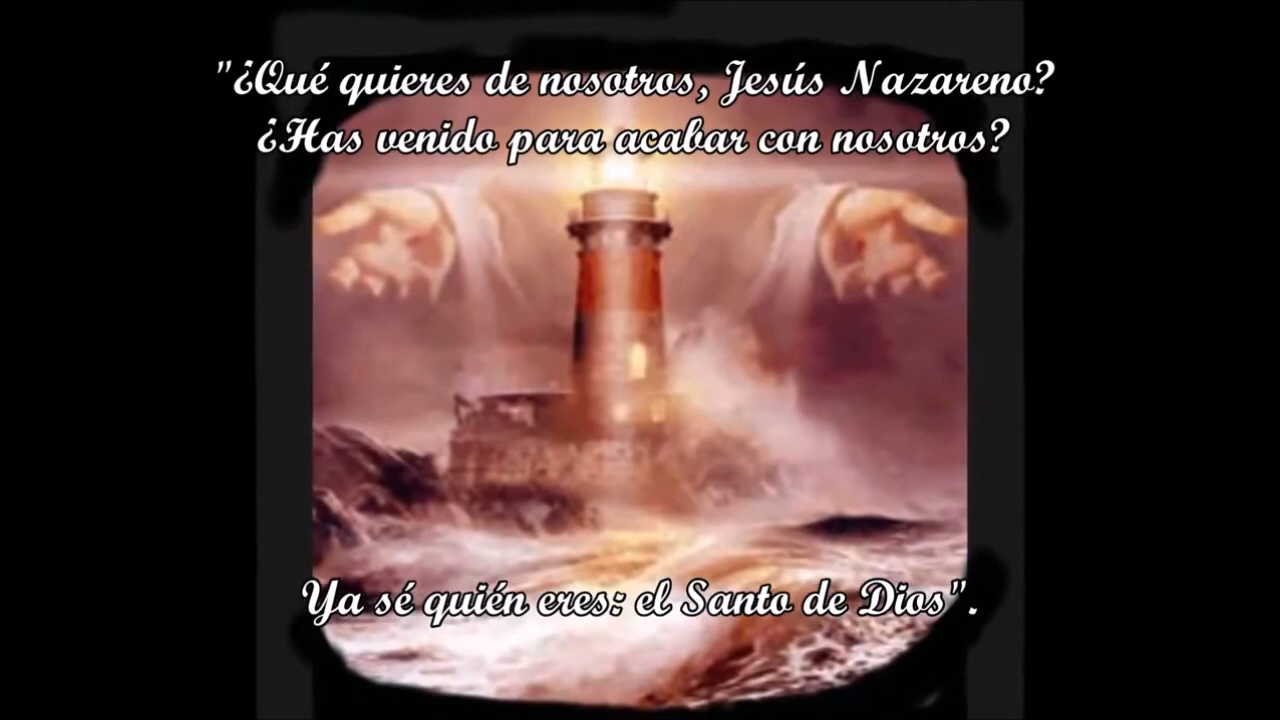 "¿Qué quieres de nosotros, Jesús Nazareno?
¿Has venido para acabar con nosotros?
Ya sé quién eres: el Santo de Dios".